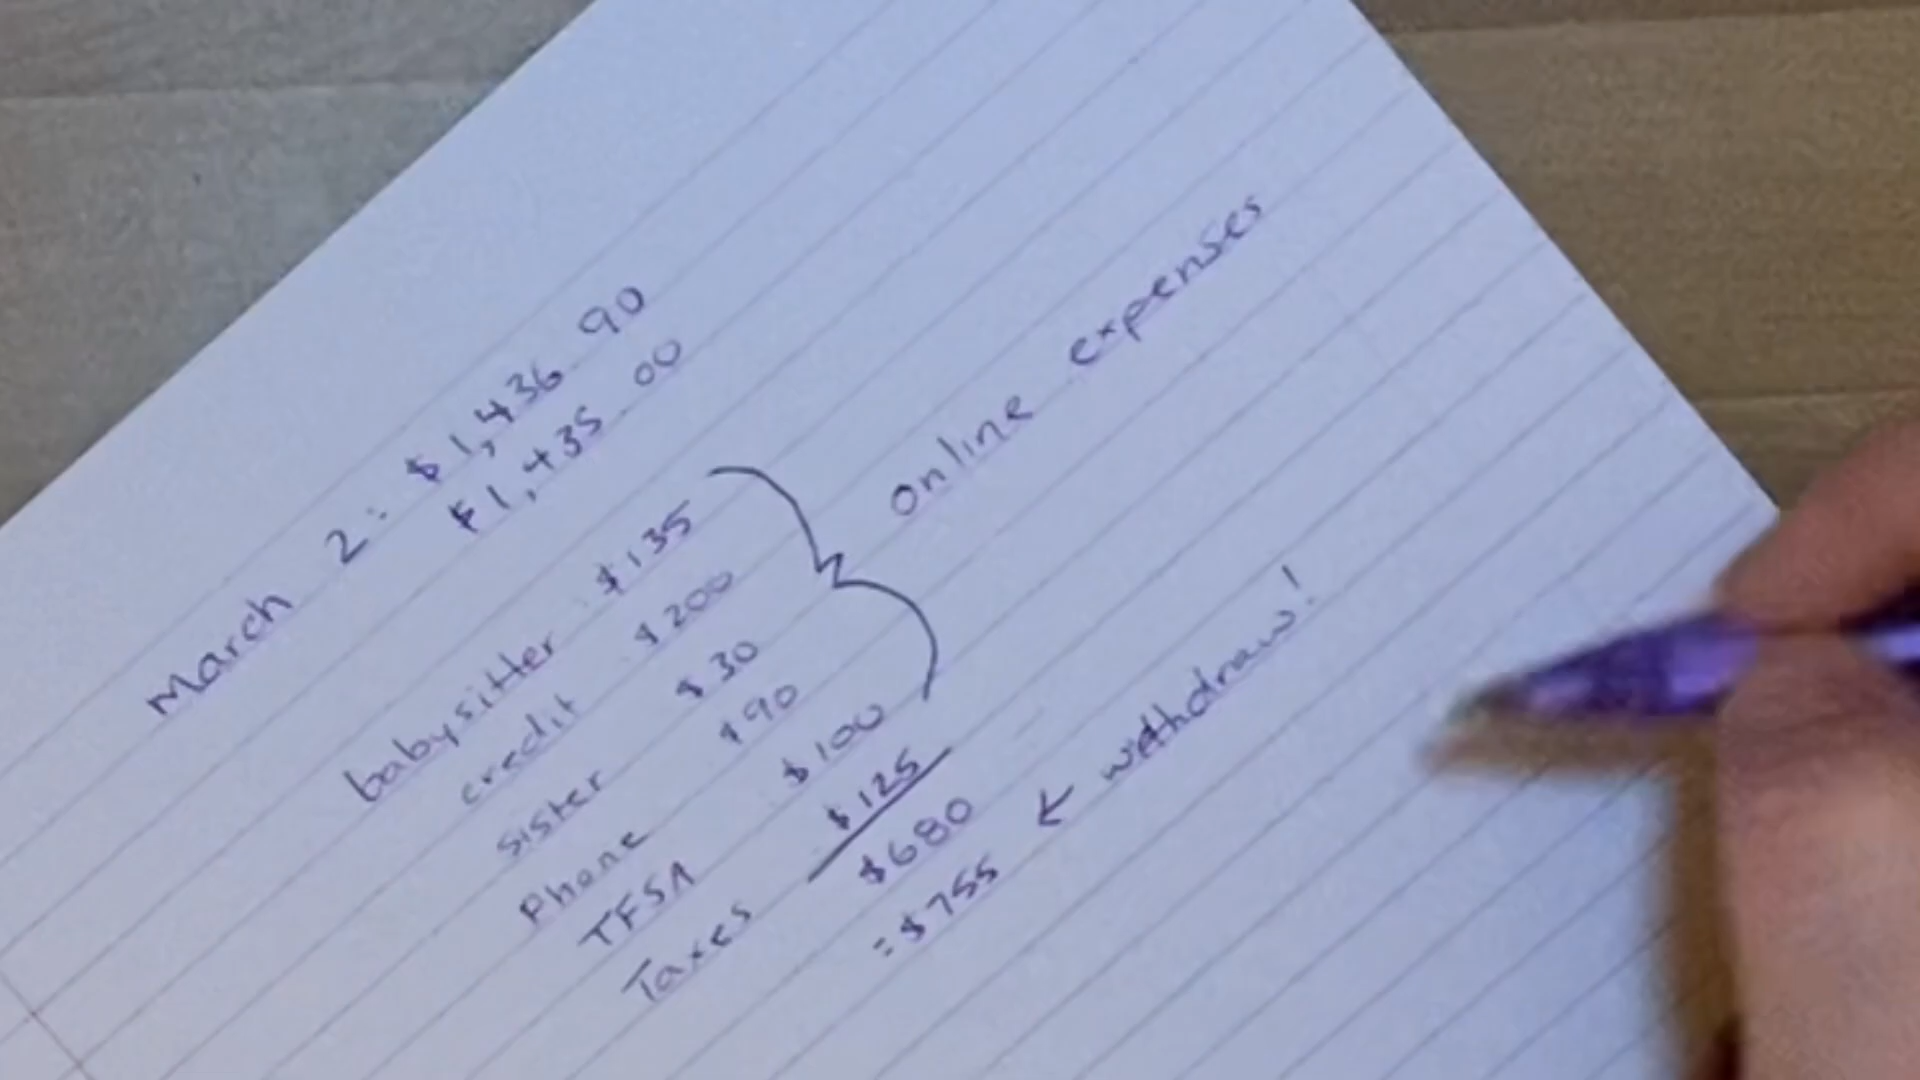 March 2: $1,436.90
$1,435.00
babysitter $135
credit $200
sister $30
Phone $90
TFSA $100
Taxes $125
online expenses
$680
= $755 ← withdraw!